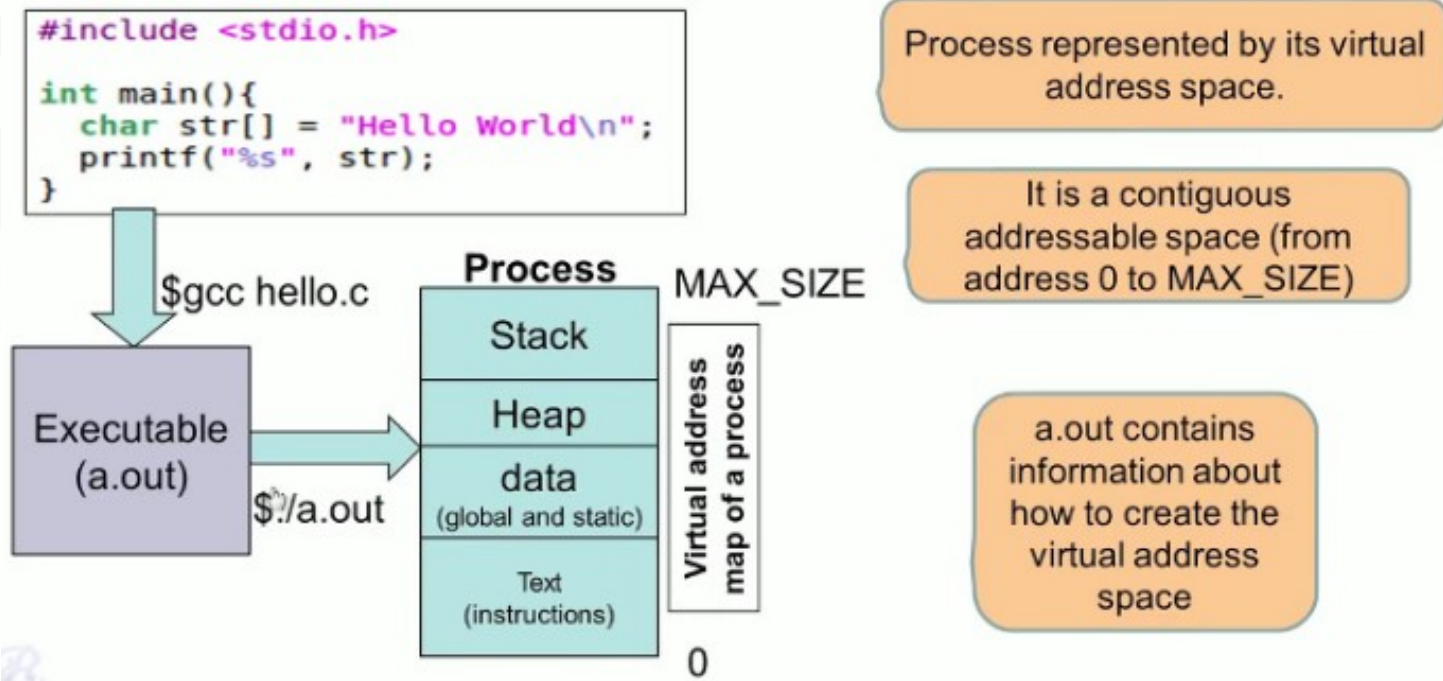 #include <stdio.h>
int main(){
char str[] = "Hello World\n";
printf("%s", str);
}
$gcc hello.c
Executable
(a.out)
$./a.out
Process
Stack
Heap
data
(global and static)
Text
(instructions)
MAX_SIZE
Virtual address
map of a process
0
Process represented by its virtual
address space.
It is a contiguous
addressable space (from
address 0 to MAX_SIZE)
a.out contains
information about
how to create the
virtual address
space